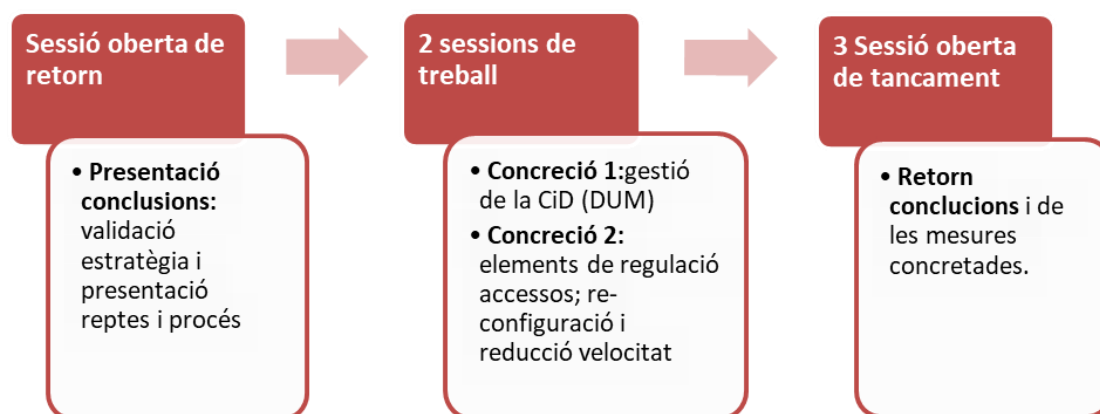 Sessió oberta de
retorn
• Presentació
conclusions:
validació
estratègia i
presentació
reptes i procés
2 sessions de
treball
• Concreció 1:gestió
de la CiD (DUM)
• Concreció 2:
elements de regulació
accessos; re-
configuració i
reducció velocitat
3 Sessió oberta
de tancament
• Retorn
conclucions i de
les mesures
concretades.